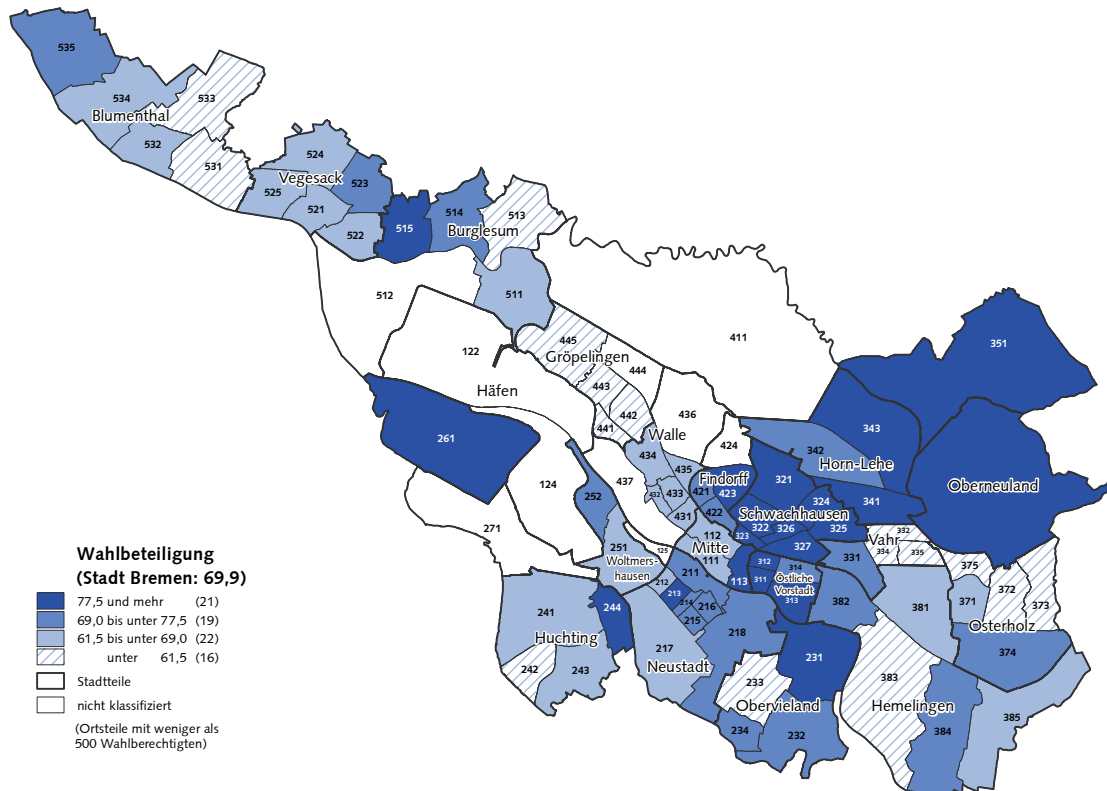 535
534
533
Blumenthal
532
531
524
Vegesack
523
525
521
522
515
514
513
Burglesum
511
512
122
Häfen
445
Gröpelingen
444
443
442
441
411
351
343
342
Horn-Lehe
341
Oberneuland
436
Walle
424
434
435
432
433
431
437
Findorff
421
423
422
321
324
Schwachhausen
322
326
325
323
327
261
124
252
271
125
251
Woltmers-
hausen
112
Mitte
111
113
312
314
311
Östliche
Vorstadt
313
331
332
Vahr
334
335
375
371
372
373
Osterholz
374
381
382
212
211
213
214
216
215
218
217
Neustadt
241
244
Huchting
242
243
231
233
Obervieland
234
232
383
Hemelingen
384
385
Wahlbeteiligung
(Stadt Bremen: 69,9)
77,5 und mehr (21)
69,0 bis unter 77,5 (19)
61,5 bis unter 69,0 (22)
unter 61,5 (16)
Stadtteile
nicht klassifiziert
(Ortsteile mit weniger als
500 Wahlberechtigten)